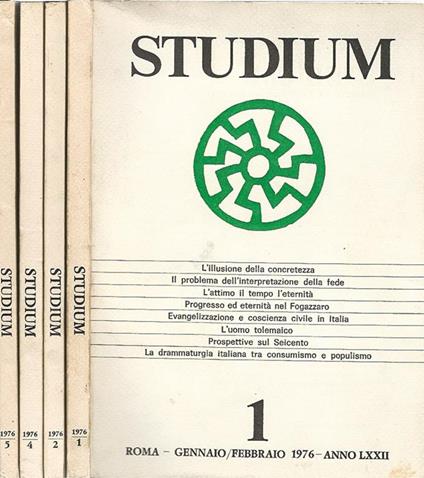 STUDIUM
L'illusione della concretezza
Il problema dell'interpretazione della fede
L'attimo il tempo l'eternità
Progresso ed eternità nel Fogazzaro
Evangelizzazione e coscienza civile in Italia
L'uomo tolemaico
Prospettive sul Seicento
La drammaturgia italiana tra consumismo e populismo
1
ROMA - GENNAIO/FEBBRAIO 1976 - ANNO LXXII
STUDIUM
1976
5
STUDIUM
1976
4
STUDIUM
1976
2
STUDIUM
1976
1